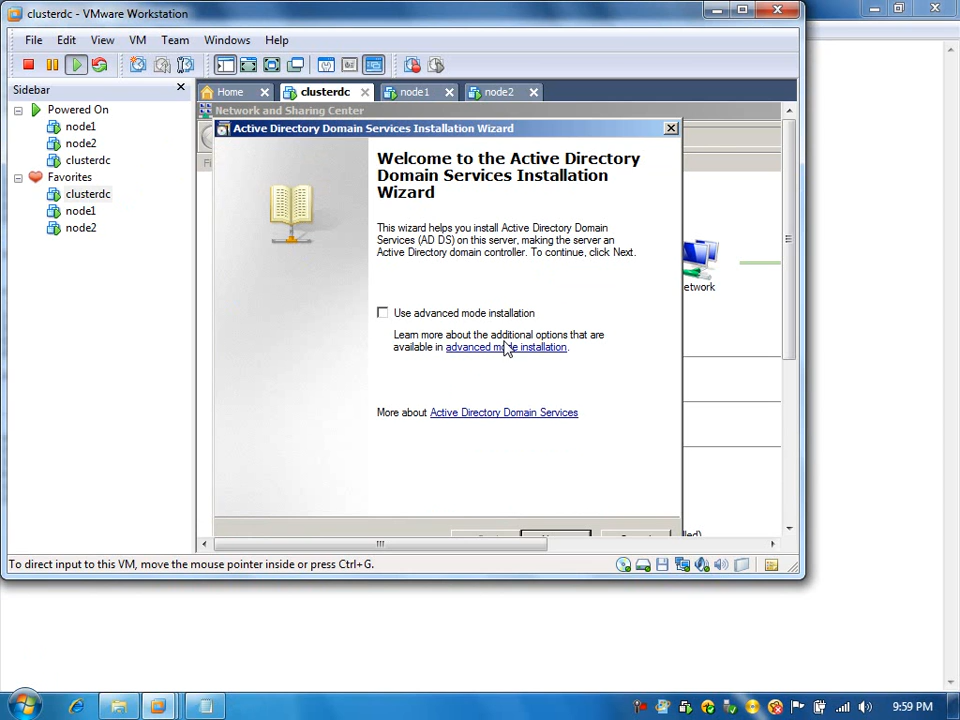 clusterdc - VMware Workstation
File Edit View VM Team Windows Help
Sidebar
Home clusterdc node1 node2
Powered On
node1
node2
clusterdc
Favorites
clusterdc
node1
node2
Network and Sharing Center
Active Directory Domain Services Installation Wizard
Welcome to the Active Directory
Domain Services Installation
Wizard
This wizard helps you install Active Directory Domain
Services (AD DS) on this server, making the server an
Active Directory domain controller. To continue, click Next.
Use advanced mode installation
Learn more about the additional options that are
available in advanced mode installation.
More about Active Directory Domain Services
etwork
To direct input to this VM, move the mouse pointer inside or press Ctrl+G.
9:59 PM